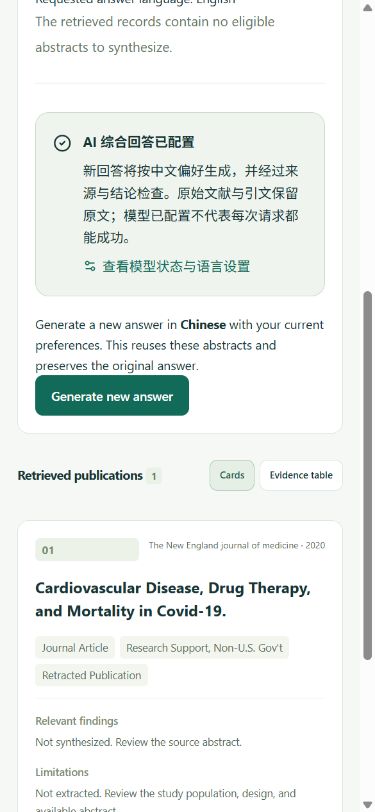 Requested answer language: English
The retrieved records contain no eligible
abstracts to synthesize.
AI 综合回答已配置
新回答将按中文偏好生成，并经过来
源与结论检查。原始文献与引文保留
原文；模型已配置不代表每次请求都
能成功。
查看模型状态与语言设置
Generate a new answer in Chinese with your current
preferences. This reuses these abstracts and
preserves the original answer.
Generate new answer
Retrieved publications 1
Cards
Evidence table
01
The New England journal of medicine · 2020
Cardiovascular Disease, Drug Therapy,
and Mortality in Covid-19.
Journal Article
Research Support, Non-U.S. Gov't
Retracted Publication
Relevant findings
Not synthesized. Review the source abstract.
Limitations
Not extracted. Review the study population, design, and
available abstract.